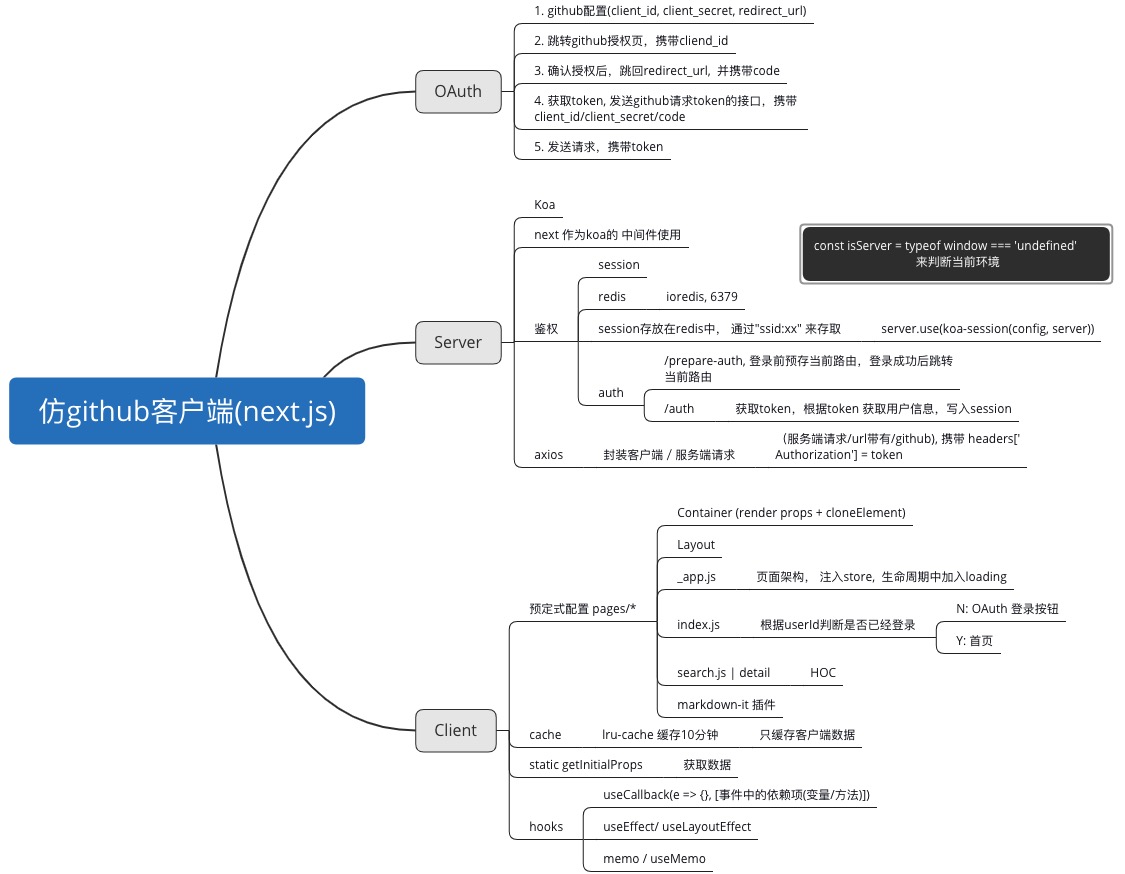 仿github客户端(next.js)
OAuth
1. github配置(client_id, client_secret, redirect_url)
2. 跳转github授权页，携带cliend_id
3. 确认授权后，跳回redirect_url, 并携带code
4. 获取token, 发送github请求token的接口，携带
client_id/client_secret/code
5. 发送请求，携带token
Server
Koa
next 作为koa的 中间件使用
鉴权
session
redis
ioredis, 6379
session存放在redis中， 通过"ssid:xx" 来存取
server.use(koa-session(config, server))
auth
/prepare-auth, 登录前预存当前路由，登录成功后跳转
当前路由
/auth
获取token，根据token 获取用户信息，写入session
axios
封装客户端 / 服务端请求
（服务端请求/url带有/github), 携带 headers['
Authorization'] = token
const isServer = typeof window === 'undefined'
来判断当前环境
Client
预定式配置 pages/*
Container (render props + cloneElement)
Layout
_app.js
页面架构， 注入store, 生命周期中加入loading
index.js
根据userId判断是否已经登录
N: OAuth 登录按钮
Y: 首页
search.js | detail
HOC
markdown-it 插件
cache
lru-cache 缓存10分钟
只缓存客户端数据
static getInitialProps
获取数据
hooks
useCallback(e => {}, [事件中的依赖项(变量/方法)])
useEffect/ useLayoutEffect
memo / useMemo